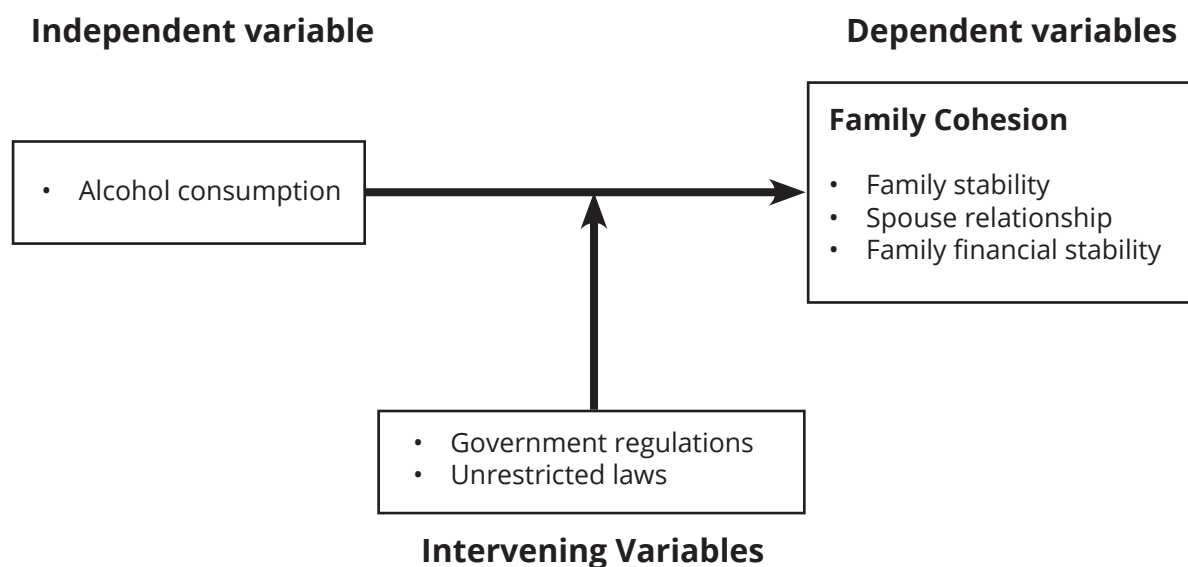 Independent variable
Dependent variables
• Alcohol consumption
Family Cohesion
• Family stability
• Spouse relationship
• Family financial stability
• Government regulations
• Unrestricted laws
Intervening Variables